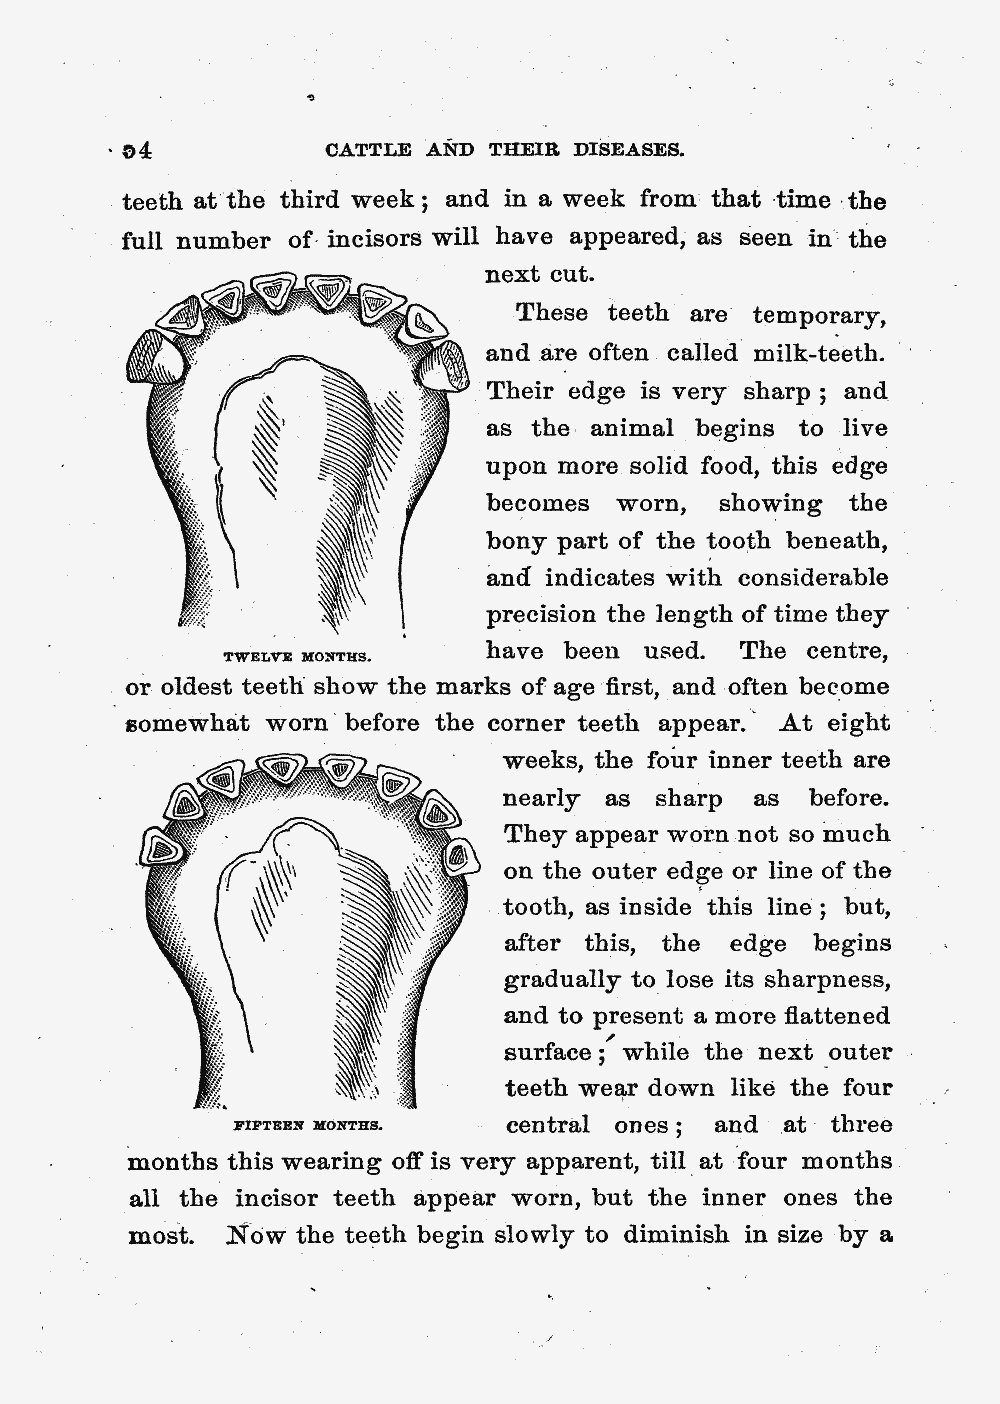 94
CATTLE AND THEIR DISEASES.
teeth at the third week; and in a week from that time the
full number of incisors will have appeared, as seen in the
next cut.
These teeth are temporary,
and are often called milk-teeth.
Their edge is very sharp; and
as the animal begins to live
upon more solid food, this edge
becomes worn, showing the
bony part of the tooth beneath,
and indicates with considerable
precision the length of time they
have been used. The centre,
TWELVE MONTHS.
or oldest teeth show the marks of age first, and often become
somewhat worn before the corner teeth appear. At eight
weeks, the four inner teeth are
nearly as sharp as before.
They appear worn not so much
on the outer edge or line of the
tooth, as inside this line; but,
after this, the edge begins
gradually to lose its sharpness,
and to present a more flattened
surface; while the next outer
teeth wear down like the four
central ones; and at three
FIFTEEN MONTHS.
months this wearing off is very apparent, till at four months
all the incisor teeth appear worn, but the inner ones the
most. Now the teeth begin slowly to diminish in size by a